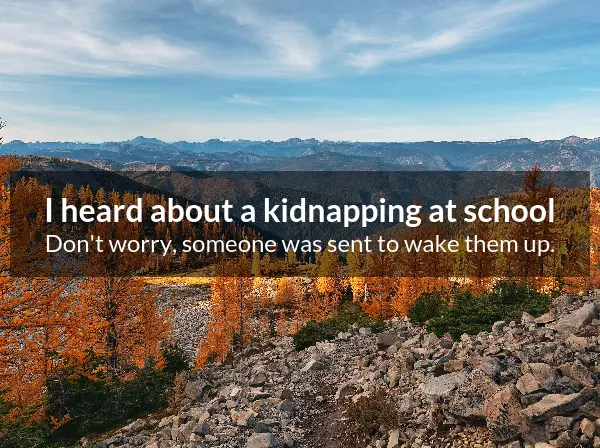 I heard about a kidnapping at school
Don't worry, someone was sent to wake them up.